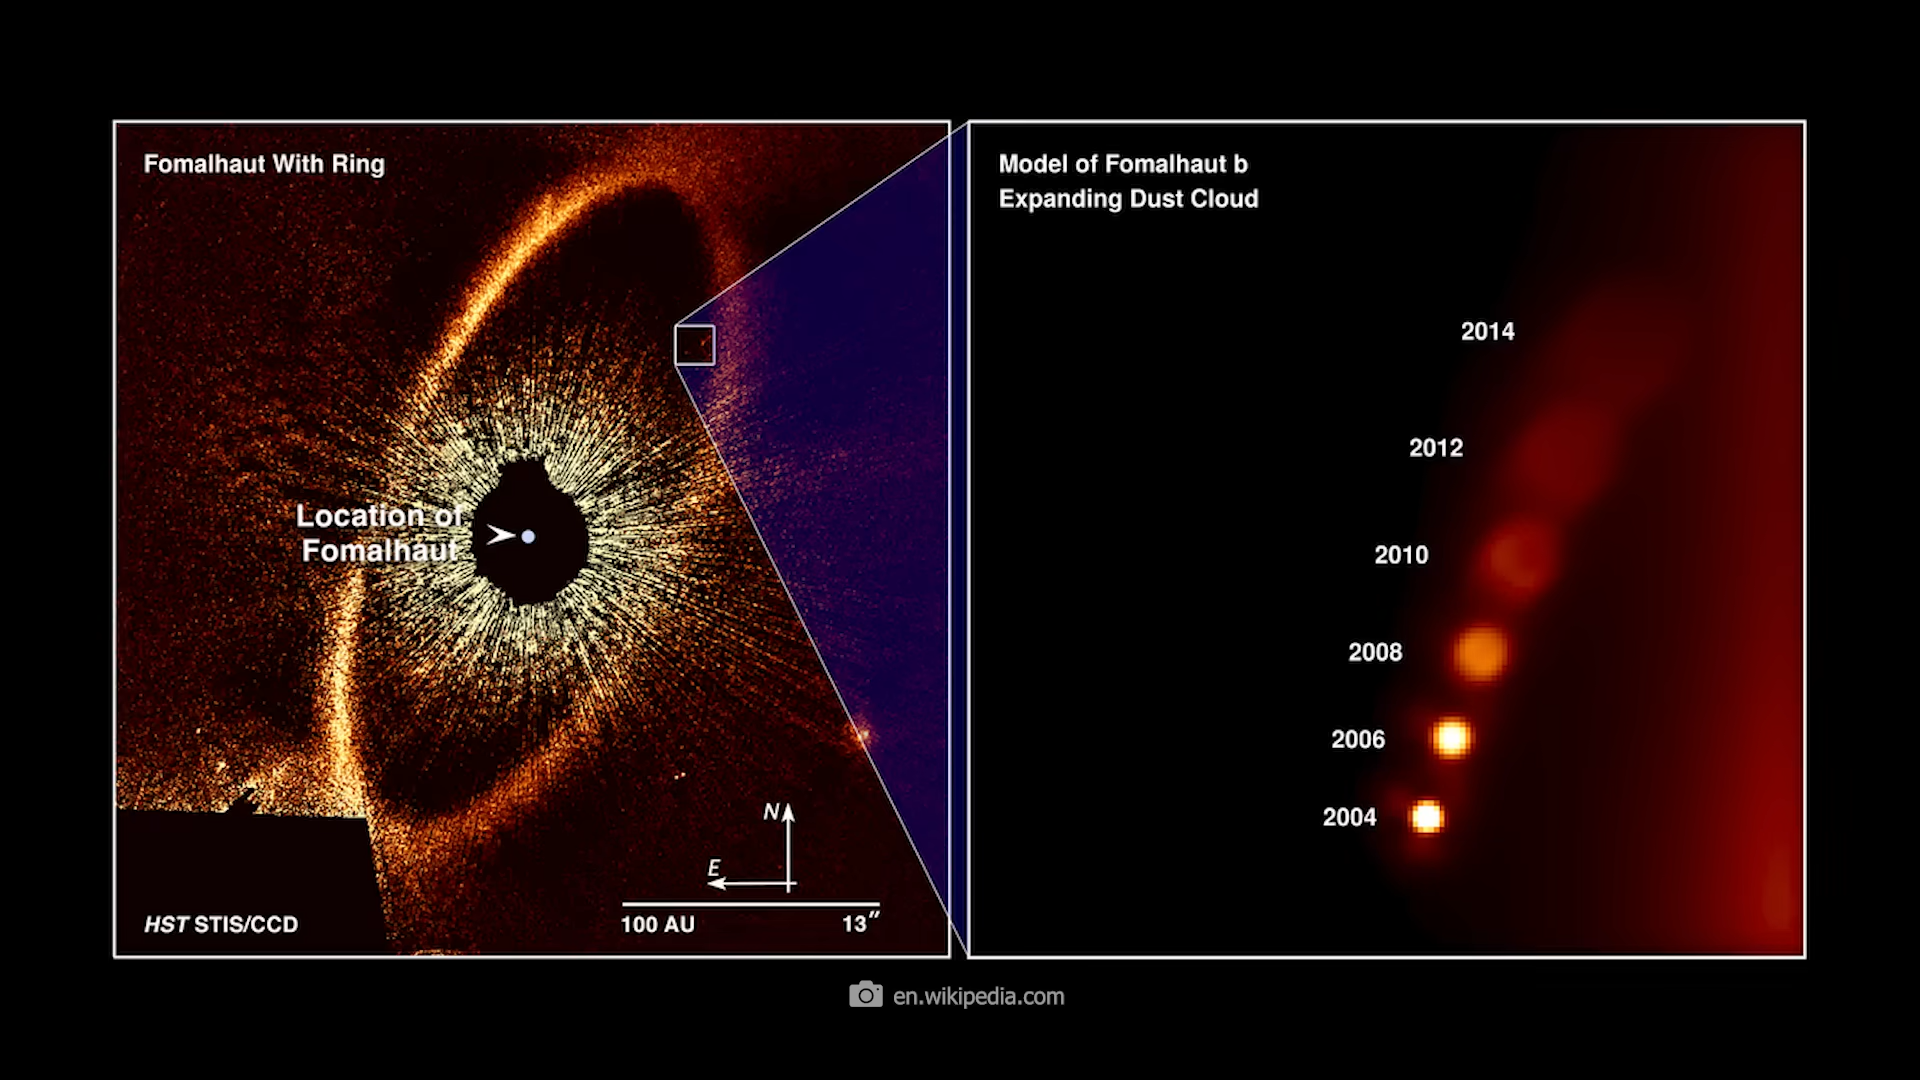 Fomalhaut With Ring
Location of
Fomalhaut
N
E
100 AU 13″
HST STIS/CCD
Model of Fomalhaut b
Expanding Dust Cloud
2014
2012
2010
2008
2006
2004
en.wikipedia.com